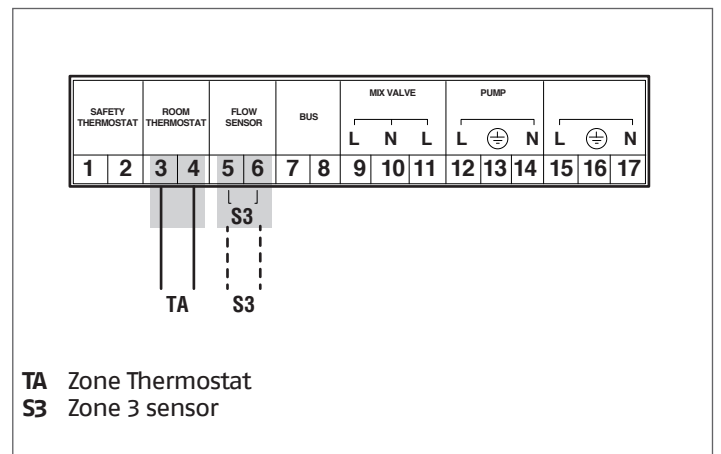 MIX VALVE PUMP
SAFETY ROOM FLOW BUS
THERMOSTAT THERMOSTAT SENSOR
L N L L N L N
1 2 3 4 5 6 7 8 9 10 11 12 13 14 15 16 17
S3
TA S3
TA Zone Thermostat
S3 Zone 3 sensor